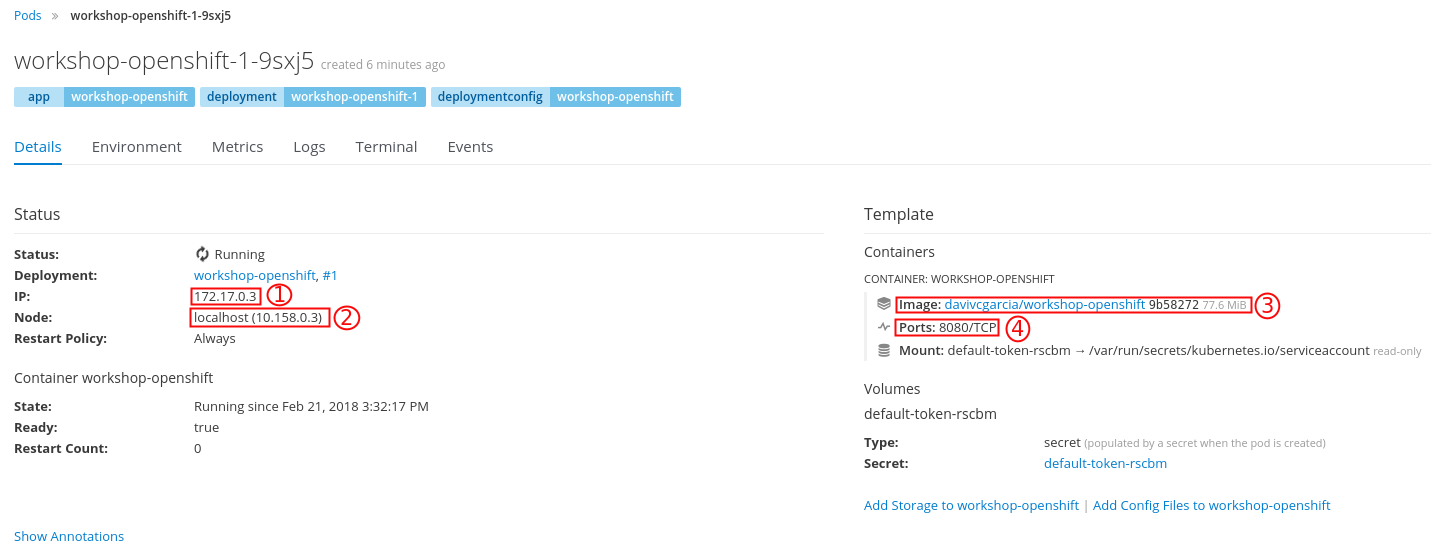 Pods » workshop-openshift-1-9sxj5
workshop-openshift-1-9sxj5 created 6 minutes ago
app workshop-openshift deployment workshop-openshift-1 deploymentconfig workshop-openshift
Details Environment Metrics Logs Terminal Events
Status
Status: Running
Deployment: workshop-openshift, #1
IP: 172.17.0.3 1
Node: localhost (10.158.0.3) 2
Restart Policy: Always
Container workshop-openshift
State: Running since Feb 21, 2018 3:32:17 PM
Ready: true
Restart Count: 0
Show Annotations
Template
Containers
CONTAINER: WORKSHOP-OPENSHIFT
Image: davivcgarcia/workshop-openshift 9b58272 77.6 MiB 3
Ports: 8080/TCP 4
Mount: default-token-rscbm → /var/run/secrets/kubernetes.io/serviceaccount read-only
Volumes
default-token-rscbm
Type: secret (populated by a secret when the pod is created)
Secret: default-token-rscbm
Add Storage to workshop-openshift | Add Config Files to workshop-openshift